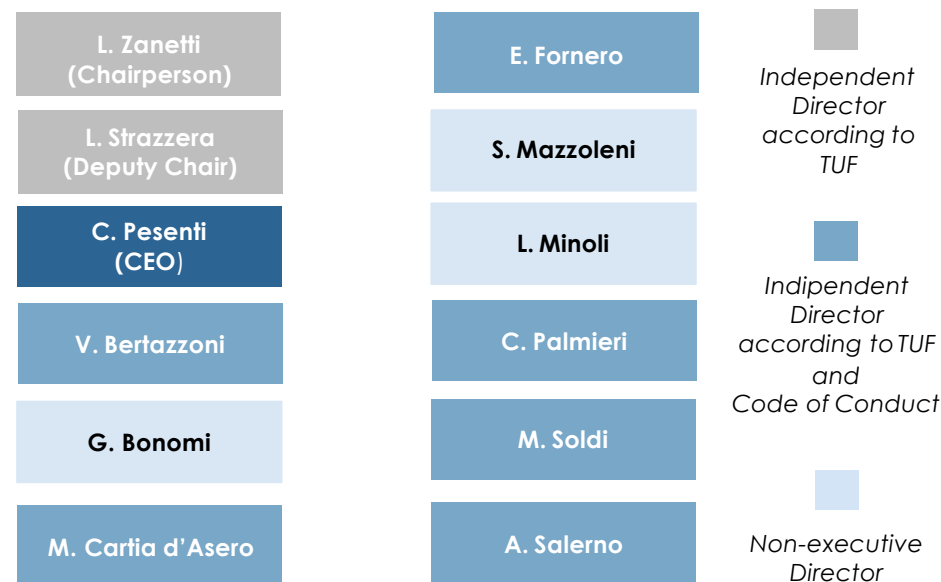 L. Zanetti
(Chairperson)
L. Strazzera
(Deputy Chair)
C. Pesenti
(CEO)
V. Bertazzoni
G. Bonomi
M. Cartia d’Asero
E. Fornero
S. Mazzoleni
L. Minoli
C. Palmieri
M. Soldi
A. Salerno
Independent
Director
according to
TUF
Indipendent
Director
according to TUF
and
Code of Conduct
Non-executive
Director